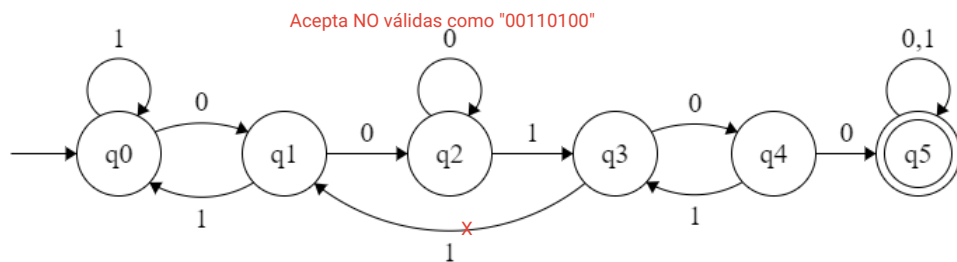 Acepta NO válidas como "00110100"
1 0 0,1
0 0
q0 q1 0 q2 1 q3 q4 0 q5
1 1
X
1